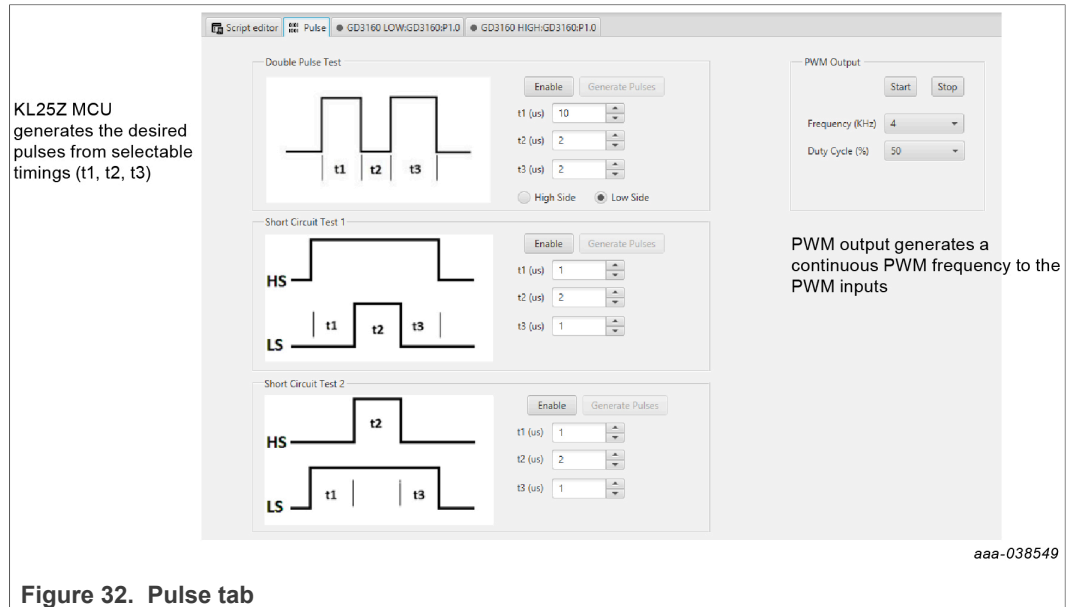 Script editor Pulse GD3160 LOW:GD3160:P1.0 GD3160 HIGH:GD3160:P1.0
KL25Z MCU
generates the desired
pulses from selectable
timings (t1, t2, t3)
Double Pulse Test
t1 t2 t3
Enable Generate Pulses
t1 (us) 10
t2 (us) 2
t3 (us) 2
High Side Low Side
Short Circuit Test 1
HS
t1 t2 t3
LS
Enable Generate Pulses
t1 (us) 1
t2 (us) 2
t3 (us) 1
Short Circuit Test 2
t2
HS
t1 t3
LS
Enable Generate Pulses
t1 (us) 1
t2 (us) 2
t3 (us) 1
PWM Output
Start Stop
Frequency (KHz) 4
Duty Cycle (%) 50
PWM output generates a
continuous PWM frequency to the
PWM inputs
aaa-038549
Figure 32. Pulse tab